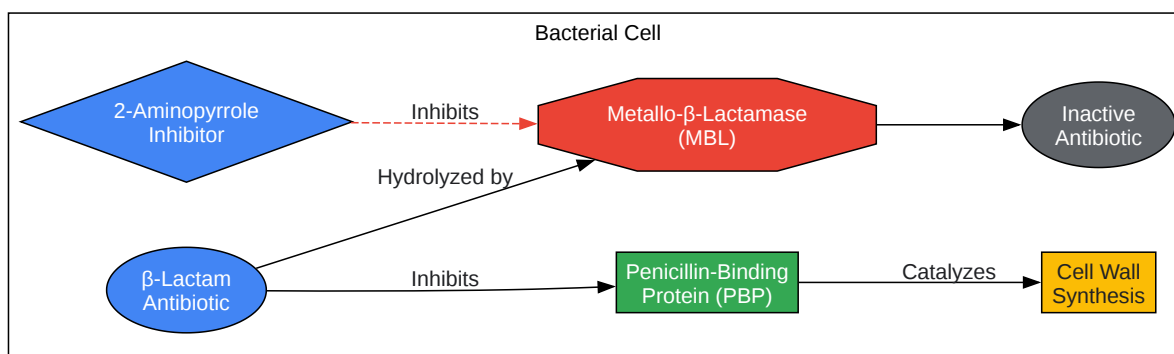 Bacterial Cell
2-Aminopyrrole
Inhibitor
Inhibits
Metallo-β-Lactamase
(MBL)
Inactive
Antibiotic
Hydrolyzed by
β-Lactam
Antibiotic
Inhibits
Penicillin-Binding
Protein (PBP)
Catalyzes
Cell Wall
Synthesis